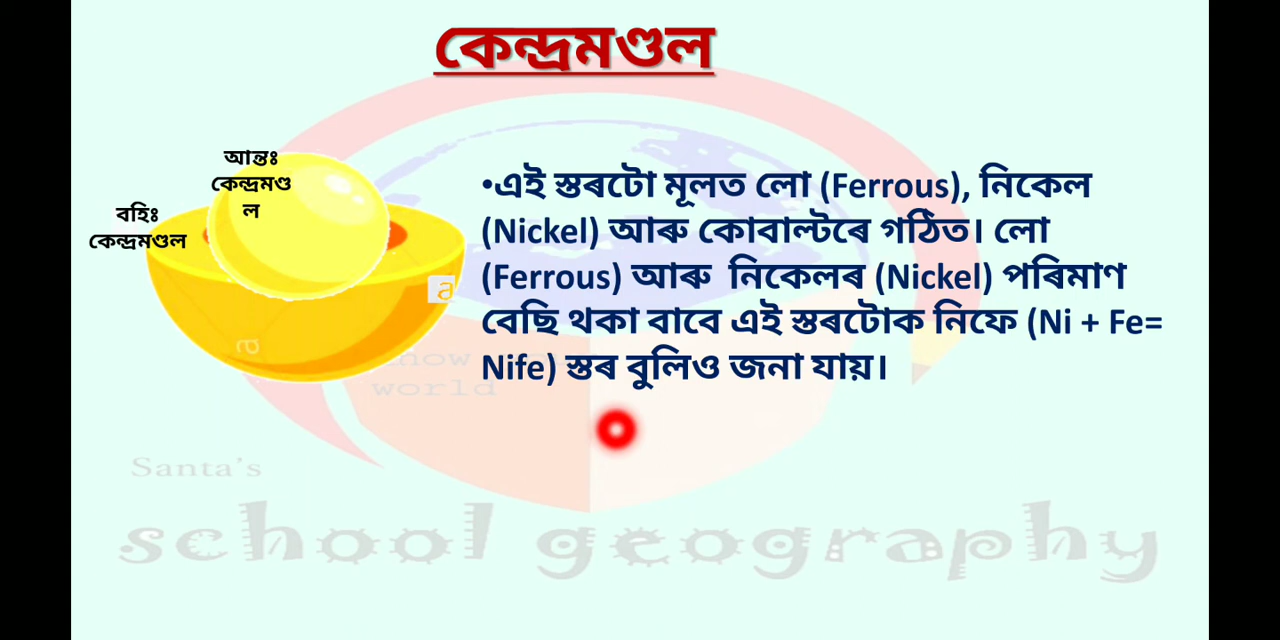 কেন্দ্ৰমণ্ডল
আন্তঃ
কেন্দ্ৰমণ্ড
ল
বহিঃ
কেন্দ্ৰমণ্ডল
•এই স্তৰটো মূলত লো (Ferrous), নিকেল
(Nickel) আৰু কোবাল্টৰে গঠিত। লো
(Ferrous) আৰু নিকেলৰ (Nickel) পৰিমাণ
বেছি থকা বাবে এই স্তৰটোক নিফে (Ni + Fe=
Nife) স্তৰ বুলিও জনা যায়।
a
a
world
Santa's
school geography